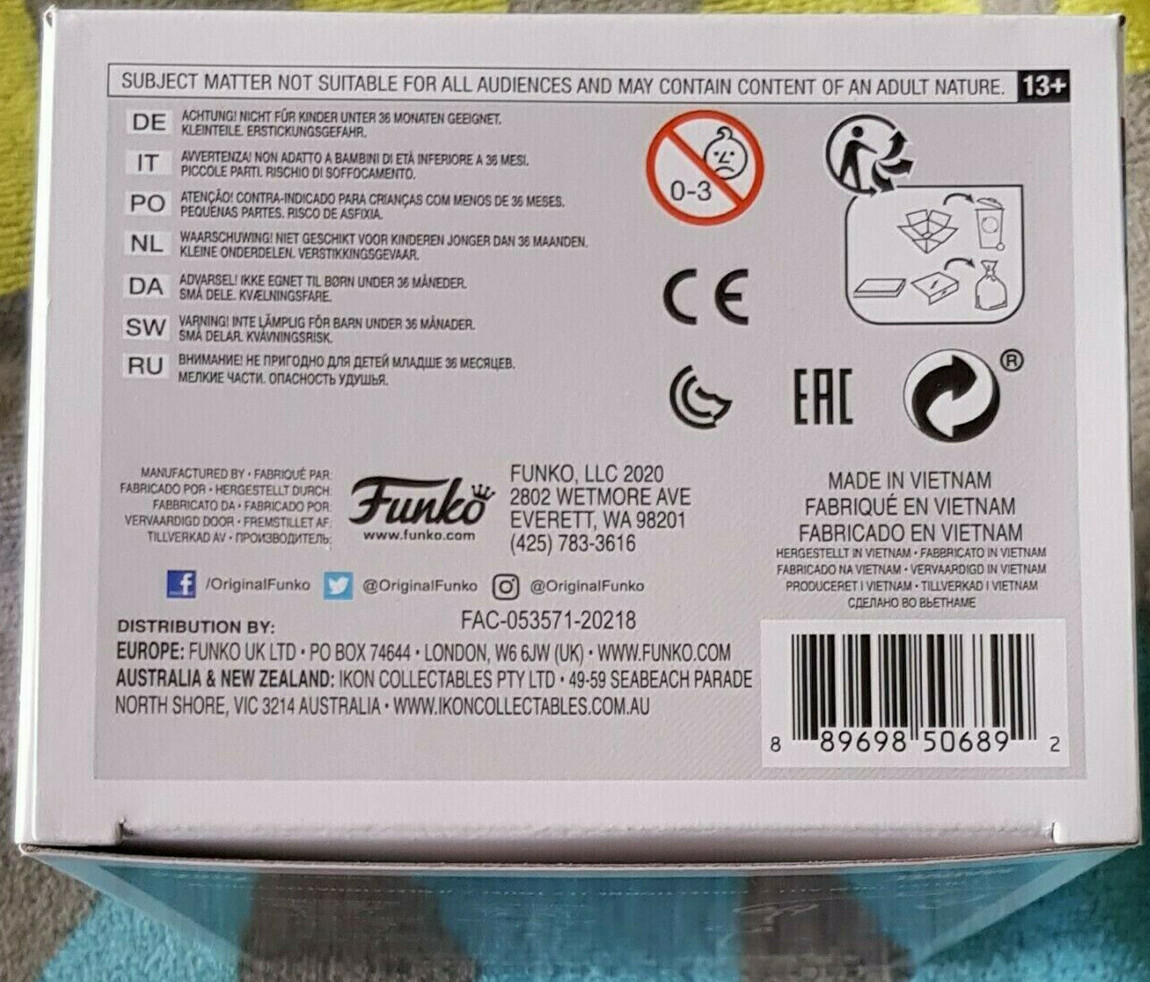 SUBJECT MATTER NOT SUITABLE FOR ALL AUDIENCES AND MAY CONTAIN CONTENT OF AN ADULT NATURE. 13+
DE ACHTUNG! NICHT FÜR KINDER UNTER 36 MONATEN GEEIGNET.
KLEINTEILE. ERSTICKUNGSGEFAHR.
IT AVVERTENZA! NON ADATTO A BAMBINI DI ETÀ INFERIORE A 36 MESI.
PICCOLE PARTI. RISCHIO DI SOFFOCAMENTO.
PO ATENÇÃO! CONTRA-INDICADO PARA CRIANÇAS COM MENOS DE 36 MESES.
PEQUENAS PARTES. RISCO DE ASFIXIA.
NL WAARSCHUWING! NIET GESCHIKT VOOR KINDEREN JONGER DAN 36 MAANDEN.
KLEINE ONDERDELEN. VERSTIKKINGSGEVAAR.
DA ADVARSEL! IKKE EGNET TIL BØRN UNDER 36 MÅNEDER.
SMÅ DELE. KVÆLNINGSFARE.
SW VARNING! INTE LÄMPLIG FÖR BARN UNDER 36 MÅNADER.
SMÅ DELAR. KVÄVNINGSRISK.
RU ВНИМАНИЕ! НЕ ПРИГОДНО ДЛЯ ДЕТЕЙ МЛАДШЕ 36 МЕСЯЦЕВ.
МЕЛКИЕ ЧАСТИ. ОПАСНОСТЬ УДУШЬЯ.
0-3
CE
EAC
®
MANUFACTURED BY • FABRIQUÉ PAR:
FABRICADO POR • HERGESTELLT DURCH:
FABBRICATO DA • FABRICADO POR:
VERVAARDIGD DOOR • FREMSTILLET AF:
TILLVERKAD AV • ПРОИЗВОДИТЕЛЬ:
Funko
www.funko.com
FUNKO, LLC 2020
2802 WETMORE AVE
EVERETT, WA 98201
(425) 783-3616
MADE IN VIETNAM
FABRIQUÉ EN VIETNAM
FABRICADO EN VIETNAM
HERGESTELLT IN VIETNAM • FABBRICATO IN VIETNAM
FABRICADO NA VIETNAM • VERVAARDIGD IN VIETNAM
PRODUCERET I VIETNAM • TILLVERKAD I VIETNAM
СДЕЛАНО ВО ВЬЕТНАМЕ
f /OriginalFunko @OriginalFunko @OriginalFunko
FAC-053571-20218
DISTRIBUTION BY:
EUROPE: FUNKO UK LTD • PO BOX 74644 • LONDON, W6 6JW (UK) • WWW.FUNKO.COM
AUSTRALIA & NEW ZEALAND: IKON COLLECTABLES PTY LTD • 49-59 SEABEACH PARADE
NORTH SHORE, VIC 3214 AUSTRALIA • WWW.IKONCOLLECTABLES.COM.AU
8 89698 50689 2